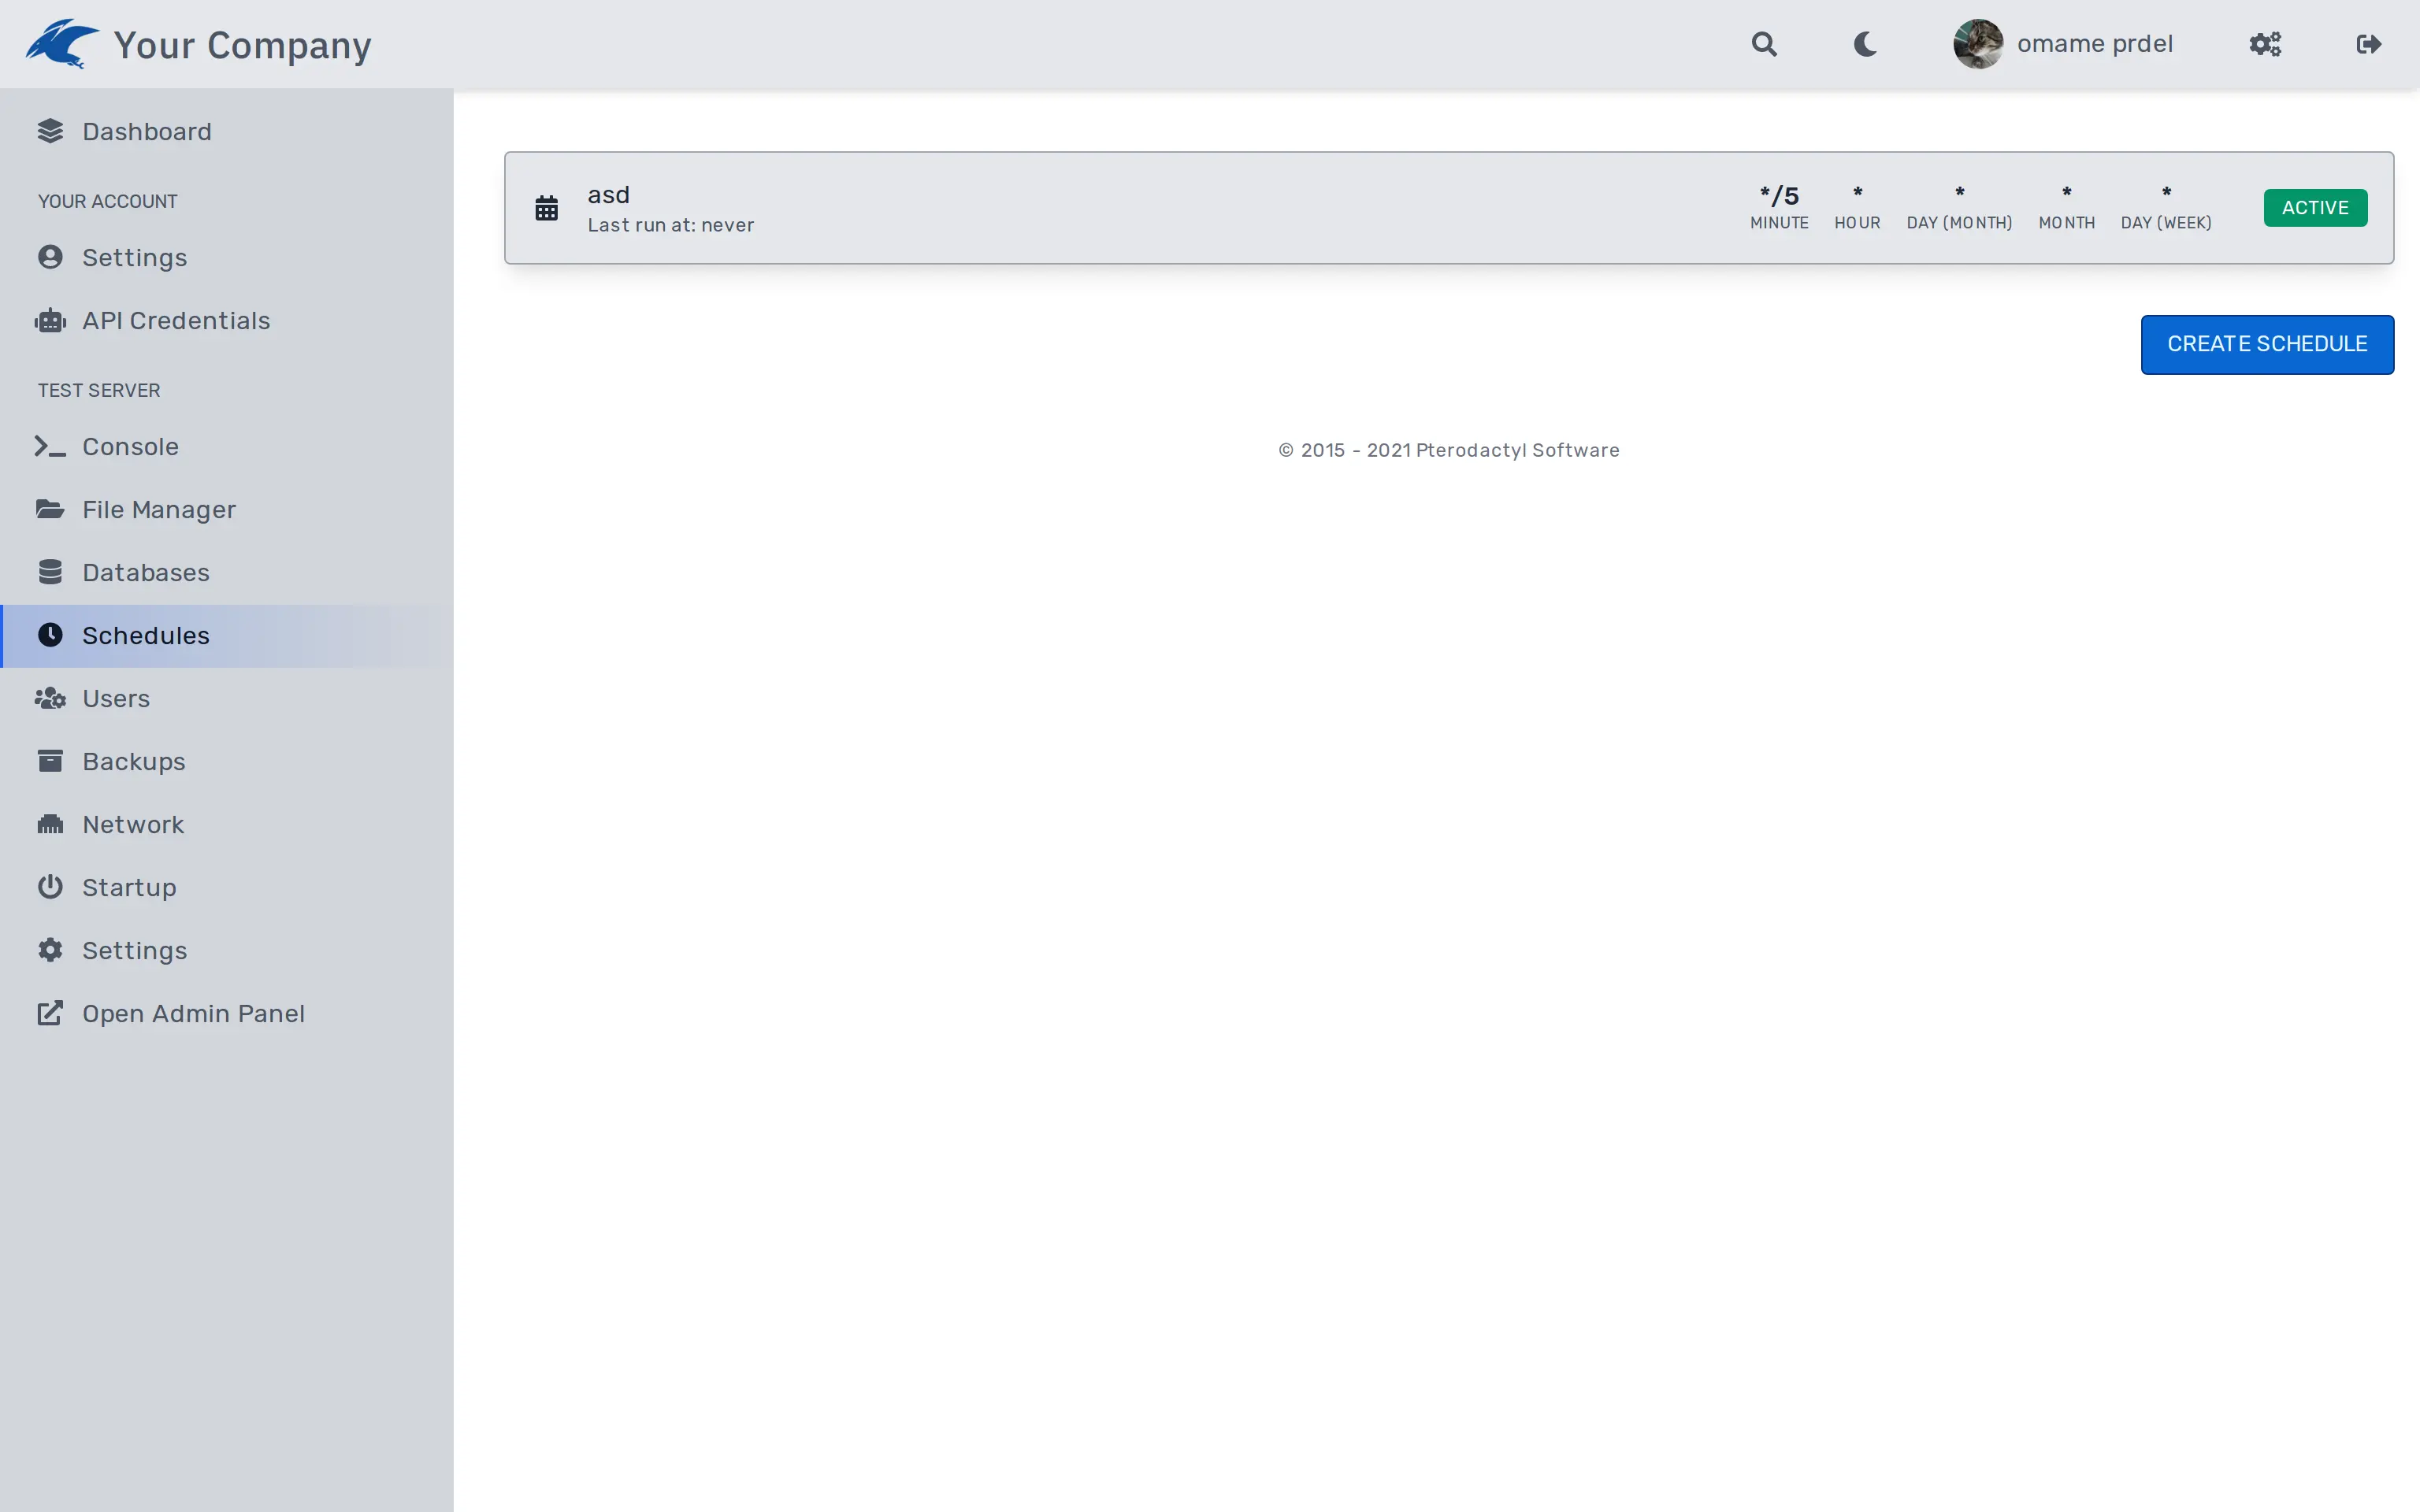 Your Company
omame prdel
Dashboard
YOUR ACCOUNT
Settings
API Credentials
TEST SERVER
Console
File Manager
Databases
Schedules
Users
Backups
Network
Startup
Settings
Open Admin Panel
asd
Last run at: never
*/5 * * * *
MINUTE HOUR DAY (MONTH) MONTH DAY (WEEK)
ACTIVE
CREATE SCHEDULE
© 2015 - 2021 Pterodactyl Software